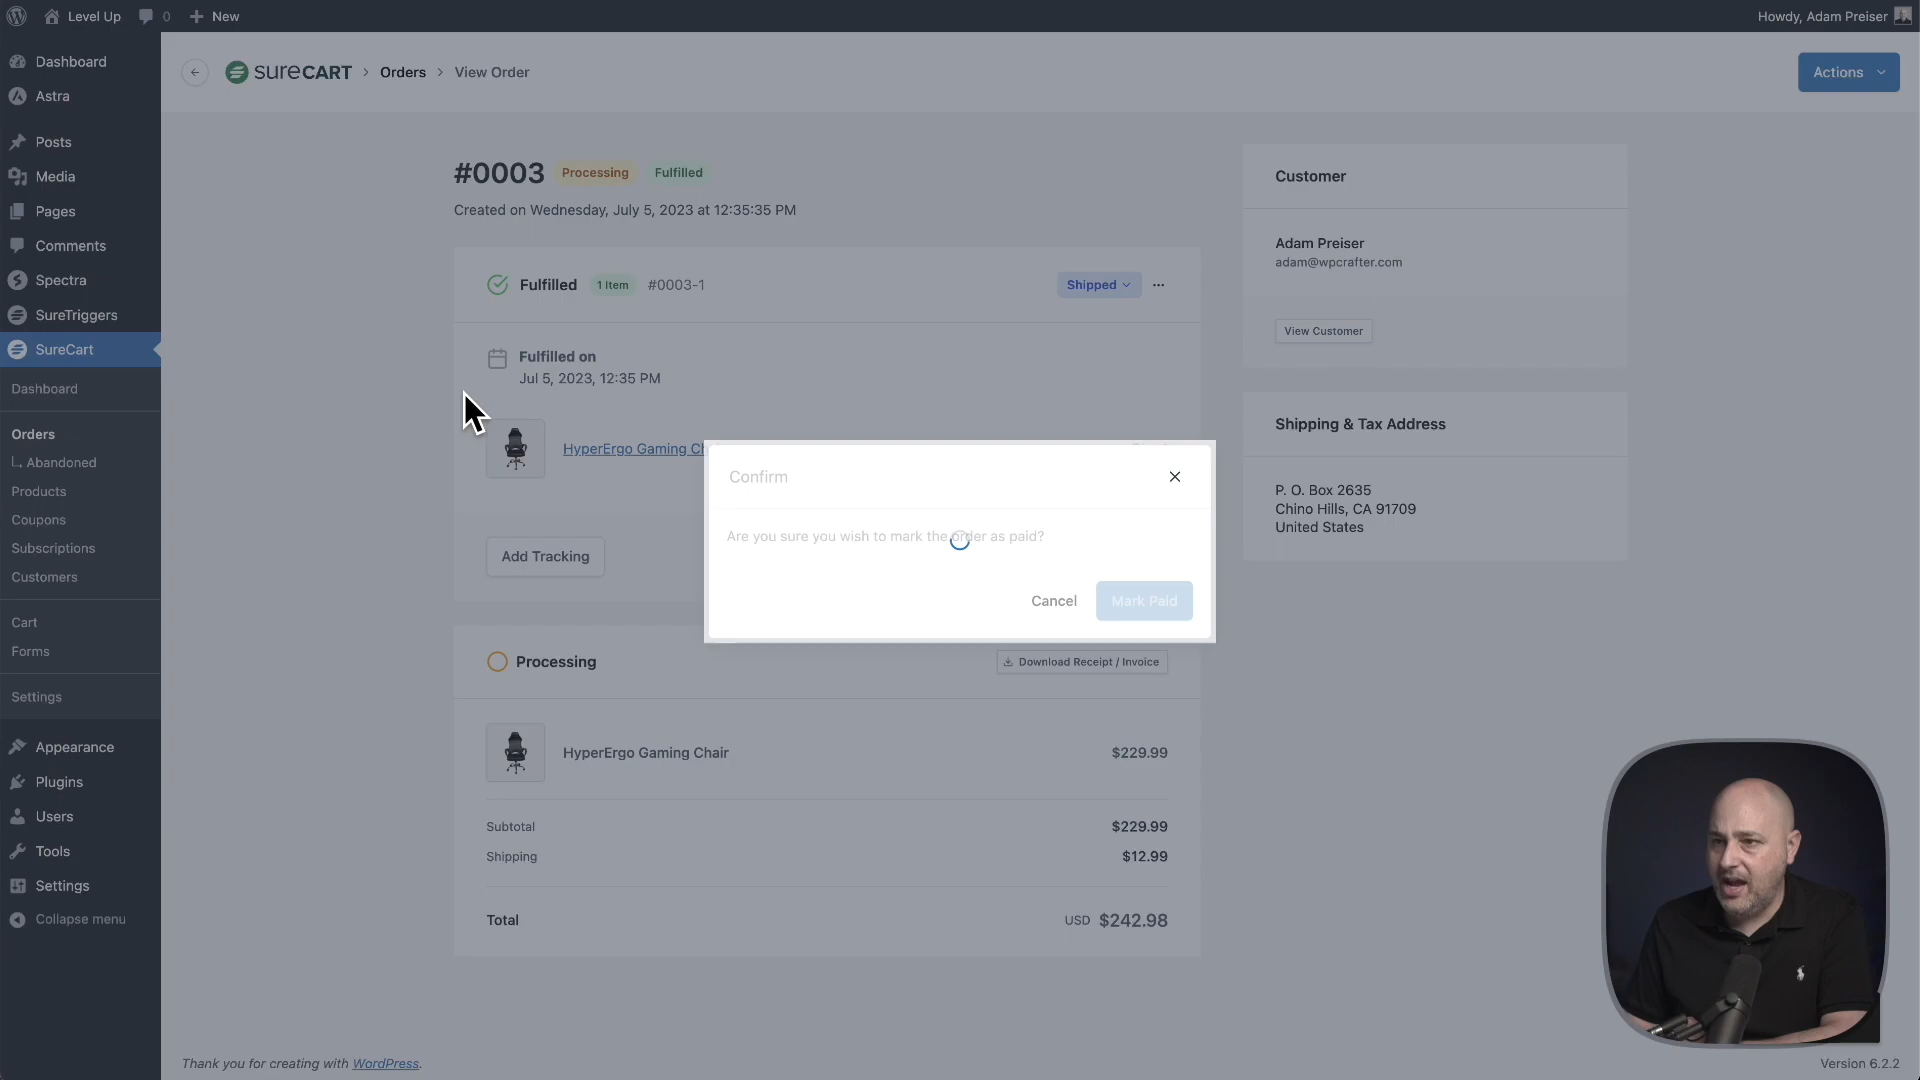 Level Up
0
New
Howdy, Adam Preiser
Dashboard
Astra
Posts
Media
Pages
Comments
Spectra
SureTriggers
SureCart
Dashboard
Orders
Abandoned
Products
Coupons
Subscriptions
Customers
Cart
Forms
Settings
Appearance
Plugins
Users
Tools
Settings
Collapse menu
SURECART > Orders > View Order
Actions
#0003 Processing Fulfilled
Created on Wednesday, July 5, 2023 at 12:35:35 PM
Fulfilled 1 Item #0003-1
Shipped
Fulfilled on
Jul 5, 2023, 12:35 PM
HyperErgo Gaming
Add Tracking
Confirm
Are you sure you wish to mark the order as paid?
Cancel
Mark Paid
Processing
Download Receipt / Invoice
HyperErgo Gaming Chair $229.99
Subtotal $229.99
Shipping $12.99
Total USD $242.98
Customer
Adam Preiser
adam@wpcrafter.com
View Customer
Shipping & Tax Address
P. O. Box 2635
Chino Hills, CA 91709
United States
Thank you for creating with WordPress.
Version 6.2.2